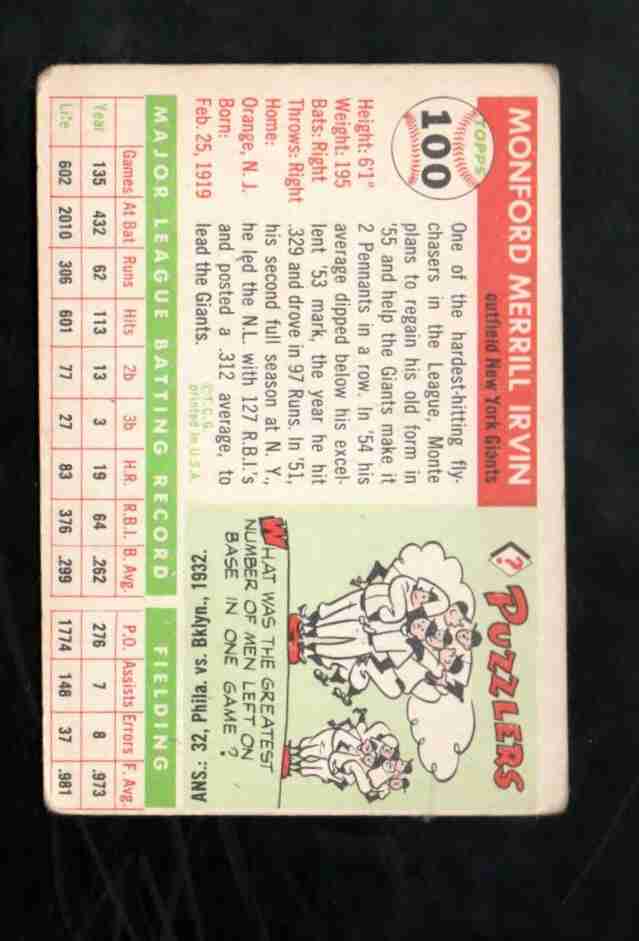 TOPPS
100
MONFORD MERRILL IRVIN
outfield New York Giants
Height: 6'1"
Weight: 195
Bats: Right
Throws: Right
Home:
Orange, N. J.
Born:
Feb. 25, 1919
One of the hardest-hitting fly-
chasers in the League, Monte
plans to regain his old form in
'55 and help the Giants make it
2 Pennants in a row. In '54 his
average dipped below his excel-
lent '53 mark, the year he hit
.329 and drove in 97 Runs. In '51,
his second full season at N. Y.,
he led the N.L. with 127 R.B.I.'s
and posted a .312 average, to
lead the Giants.
© T. C. G.
printed in U.S.A.
?
PUZZLERS
WHAT WAS THE GREATEST
NUMBER OF MEN LEFT ON
BASE IN ONE GAME?
ANS.: 32, Phila. vs. Bklyn., 1932.
MAJOR LEAGUE BATTING RECORD FIELDING
Games At Bat Runs Hits 2b 3b H.R. R.B.I. B. Avg. P.O. Assists Errors F. Avg.
Year 135 432 62 113 13 3 19 64 .262 276 7 8 .973
Life 602 2010 306 601 77 27 83 376 .299 1774 148 37 .981